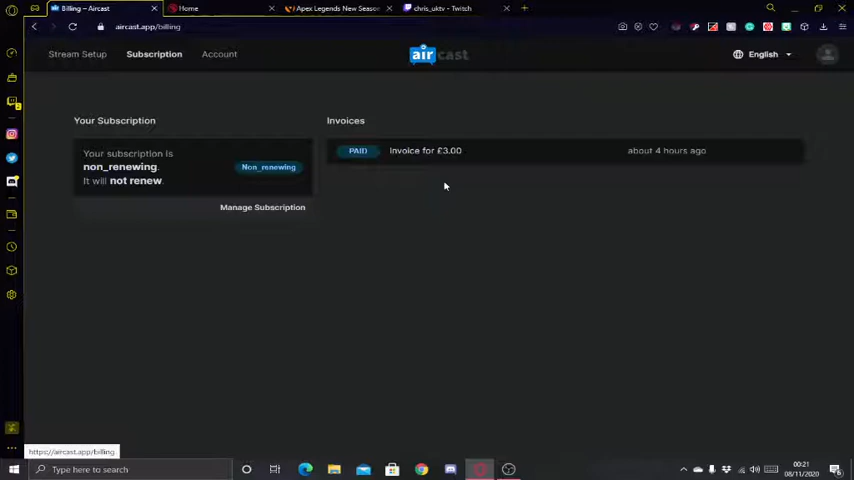 Billing – Aircast
Home
Apex Legends New Season
chris_uktv - Twitch
aircast.app/billing
Stream Setup
Subscription
Account
air cast
English
Your Subscription
Invoices
Your subscription is
non_renewing.
It will not renew.
Non_renewing
PAID
Invoice for £3.00
about 4 hours ago
Manage Subscription
https://aircast.app/billing
Type here to search
00:21
08/11/2020